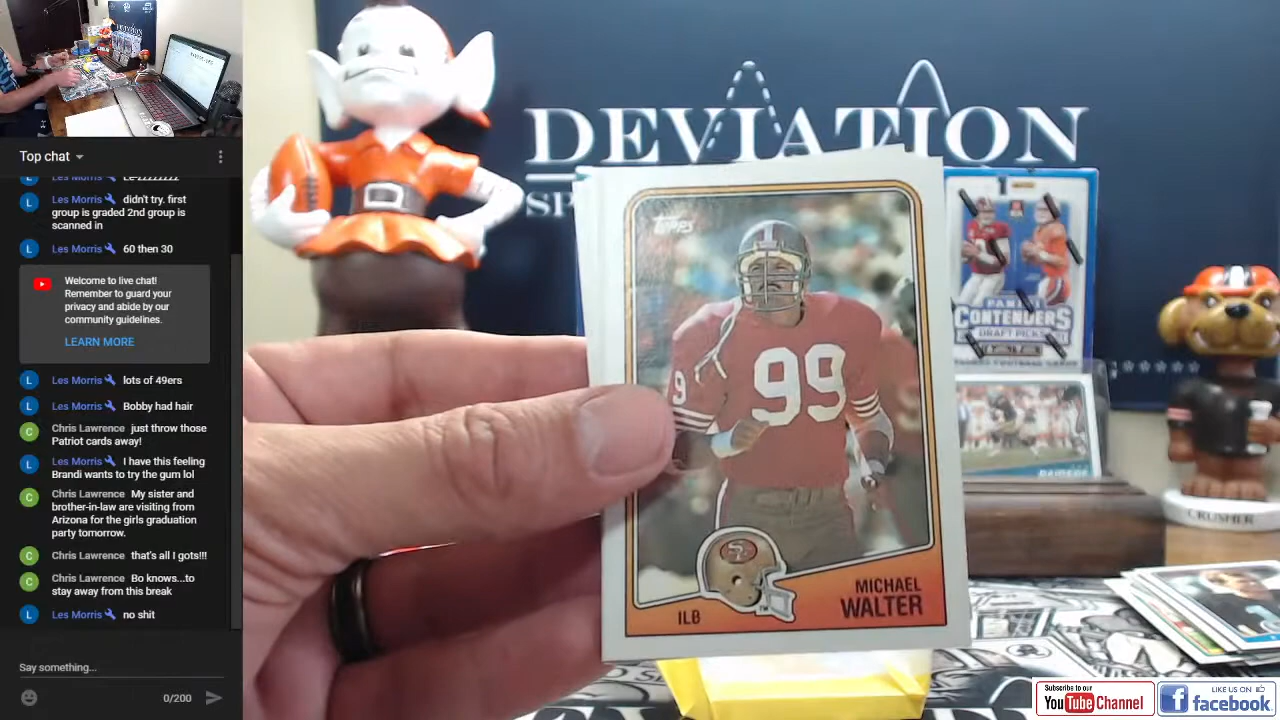 Top chat
Les Morris
Les Morris didn't try. first
group is graded 2nd group is
scanned in
Les Morris 60 then 30
Welcome to live chat!
Remember to guard your
privacy and abide by our
community guidelines.
LEARN MORE
Les Morris lots of 49ers
Les Morris Bobby had hair
Chris Lawrence just throw those
Patriot cards away!
Les Morris I have this feeling
Brandi wants to try the gum lol
Chris Lawrence My sister and
brother-in-law are visiting from
Arizona for the girls graduation
party tomorrow.
Chris Lawrence that's all I gots!!!
Chris Lawrence Bo knows...to
stay away from this break
Les Morris no shit
Say something...
0/200
DEVIATION
SP
TOPPS
99
9
ILB
MICHAEL
WALTER
PANINI
CONTENDERS
DRAFT PICKS
RAIDERS
CRUSHER
Subscribe to our
YouTube Channel
LIKE US ON
facebook